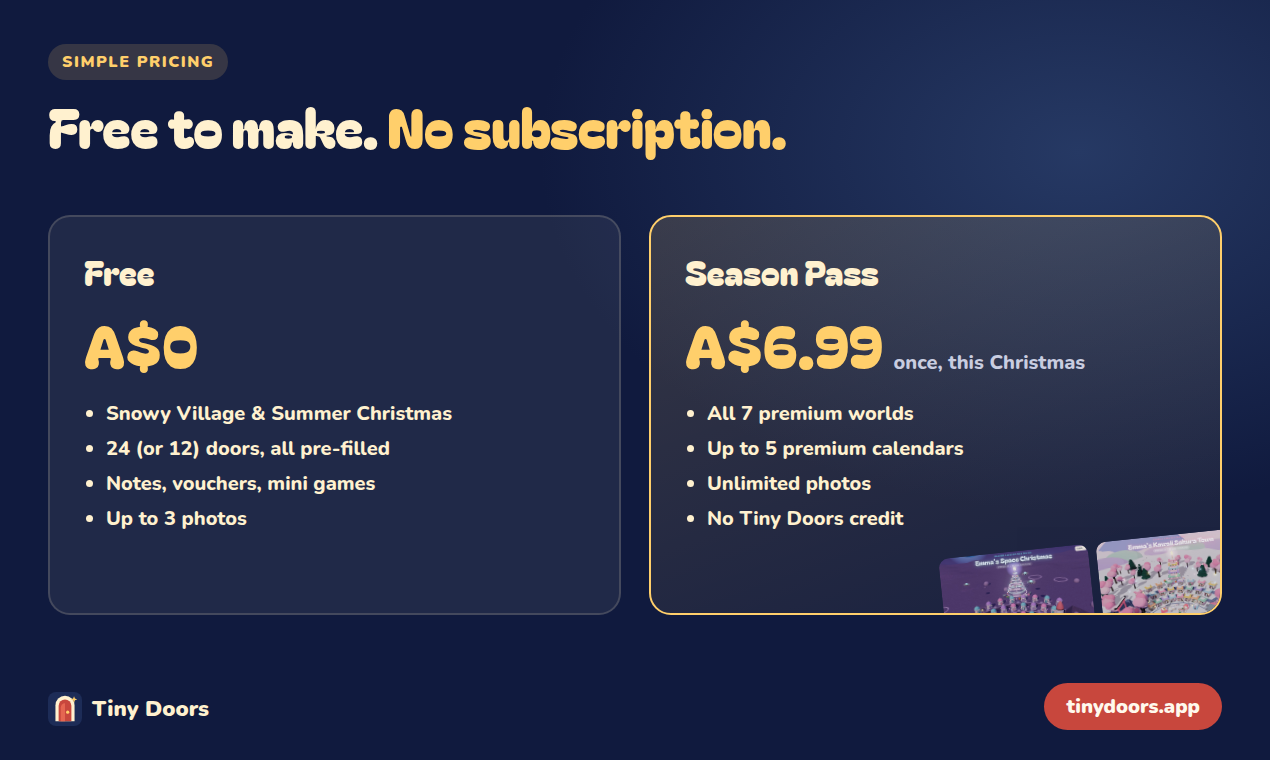 SIMPLE PRICING
Free to make. No subscription.
Free
A$0
• Snowy Village & Summer Christmas
• 24 (or 12) doors, all pre-filled
• Notes, vouchers, mini games
• Up to 3 photos
Season Pass
A$6.99 once, this Christmas
• All 7 premium worlds
• Up to 5 premium calendars
• Unlimited photos
• No Tiny Doors credit
Emma's Space Christmas
Tiny Doors
tinydoors.app